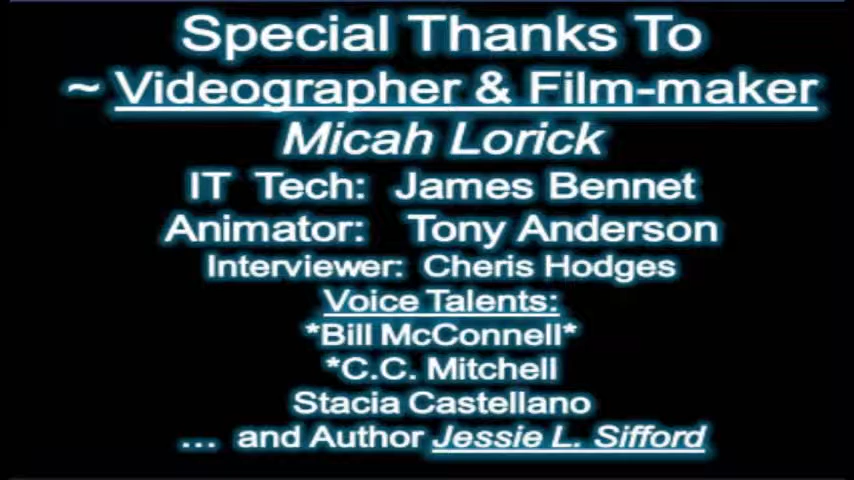 Special Thanks To
~ Videographer & Film-maker
Micah Lorick
IT Tech: James Bennet
Animator: Tony Anderson
Interviewer: Cheris Hodges
Voice Talents:
*Bill McConnell*
*C.C. Mitchell
Stacia Castellano
... and Author Jessie L. Sifford